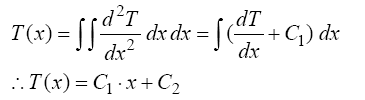 T(x) = ∫∫ d²T/dx² dx dx = ∫(dT/dx + C₁) dx
∴ T(x) = C₁ · x + C₂